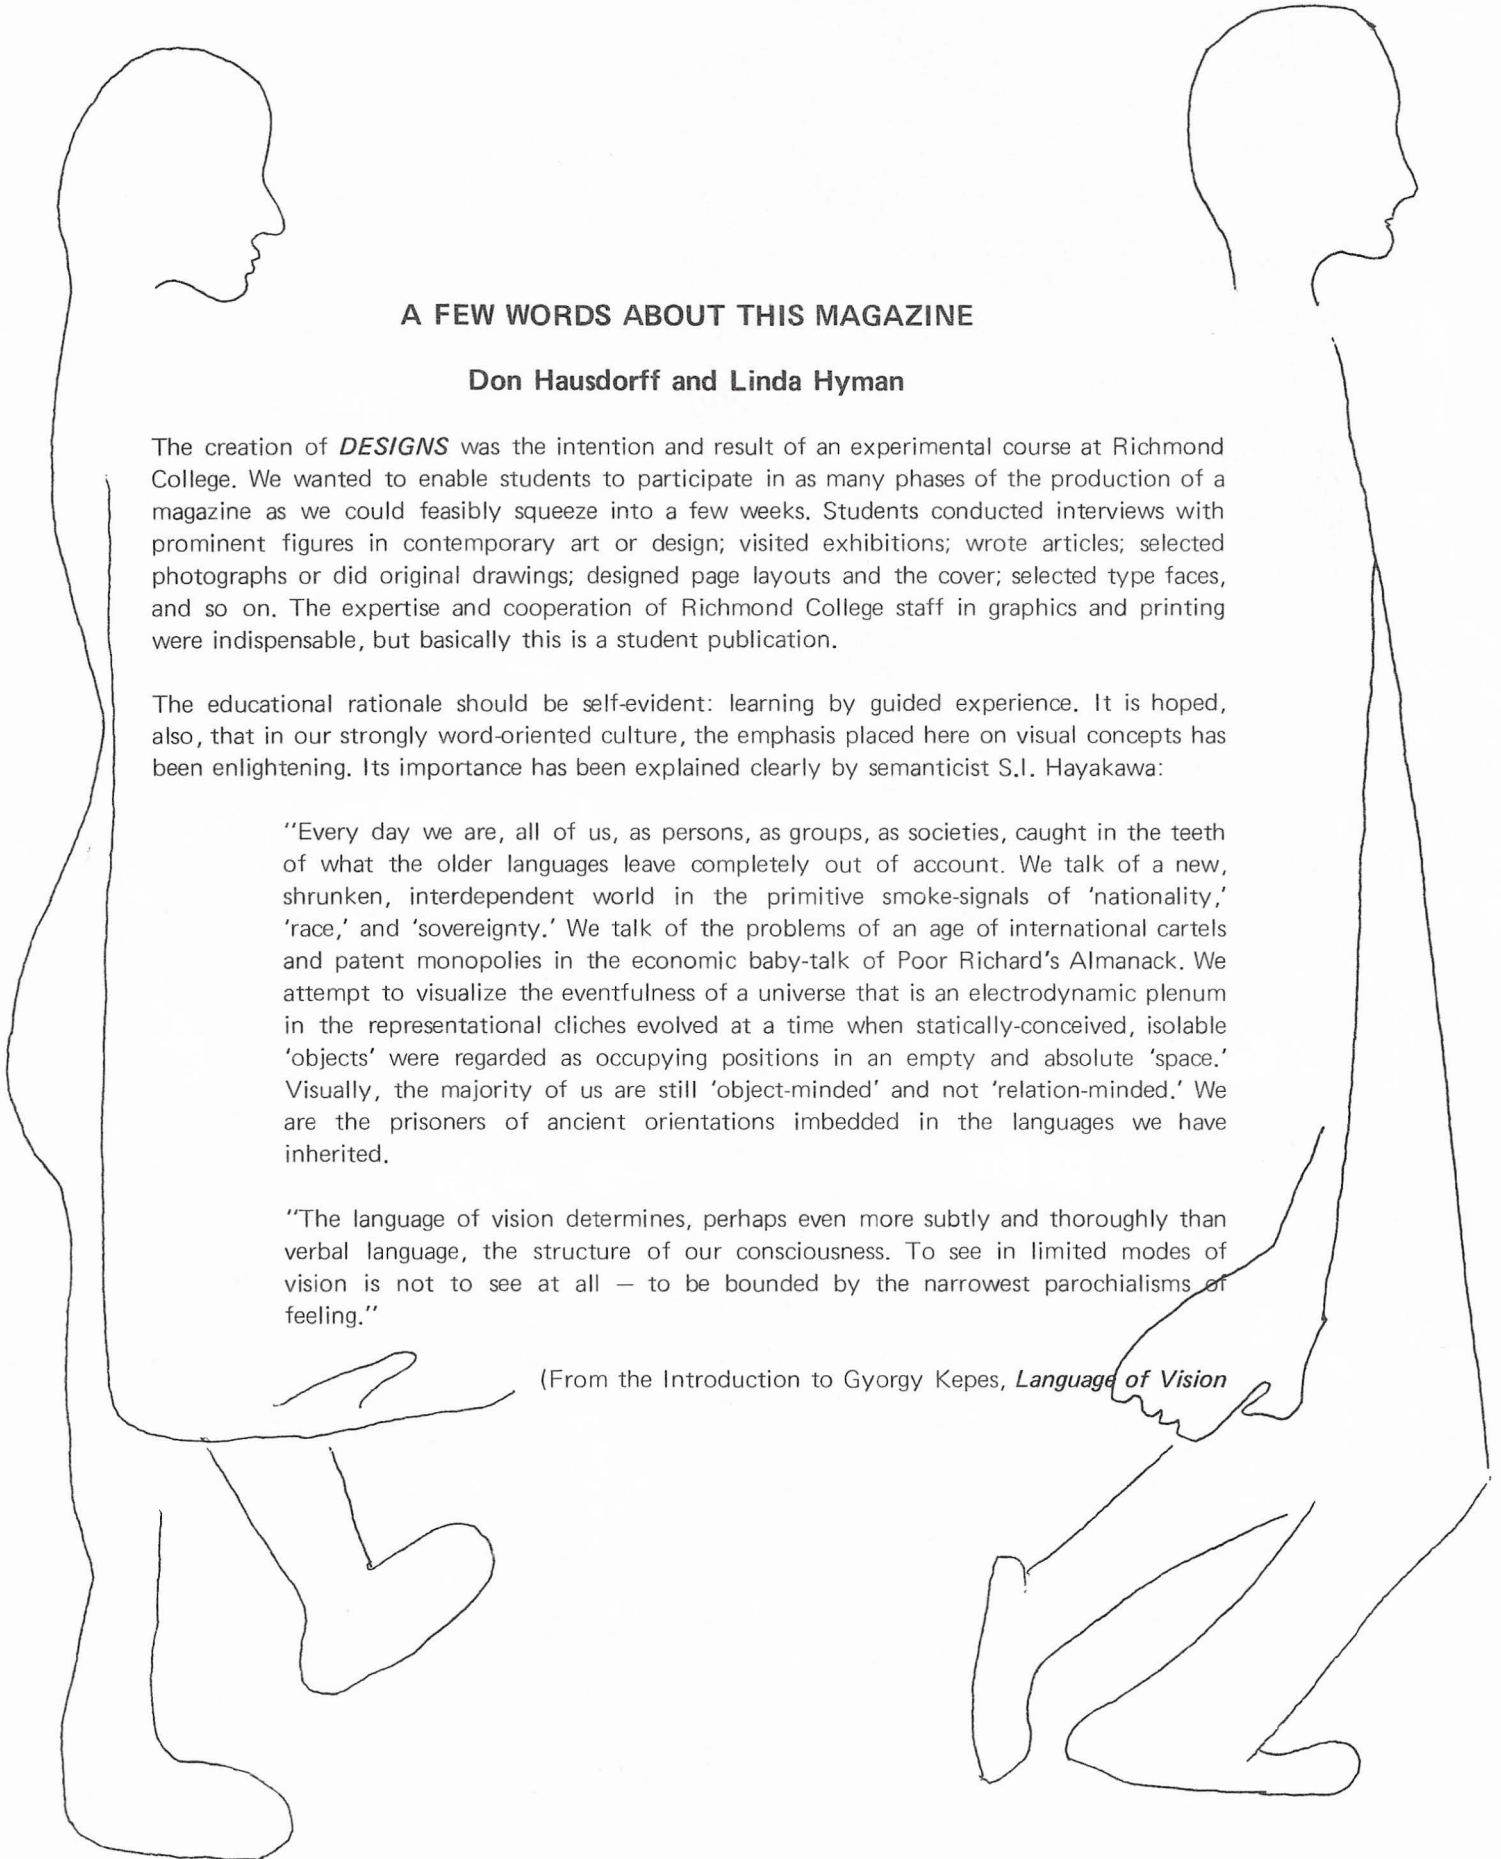 A FEW WORDS ABOUT THIS MAGAZINE
Don Hausdorff and Linda Hyman
The creation of DESIGNS was the intention and result of an experimental course at Richmond
College. We wanted to enable students to participate in as many phases of the production of a
magazine as we could feasibly squeeze into a few weeks. Students conducted interviews with
prominent figures in contemporary art or design; visited exhibitions; wrote articles; selected
photographs or did original drawings; designed page layouts and the cover; selected type faces,
and so on. The expertise and cooperation of Richmond College staff in graphics and printing
were indispensable, but basically this is a student publication.
The educational rationale should be self-evident: learning by guided experience. It is hoped,
also, that in our strongly word-oriented culture, the emphasis placed here on visual concepts has
been enlightening. Its importance has been explained clearly by semanticist S.I. Hayakawa:
"Every day we are, all of us, as persons, as groups, as societies, caught in the teeth
of what the older languages leave completely out of account. We talk of a new,
shrunken, interdependent world in the primitive smoke-signals of 'nationality,'
'race,' and 'sovereignty.' We talk of the problems of an age of international cartels
and patent monopolies in the economic baby-talk of Poor Richard's Almanack. We
attempt to visualize the eventfulness of a universe that is an electrodynamic plenum
in the representational cliches evolved at a time when statically-conceived, isolable
'objects' were regarded as occupying positions in an empty and absolute 'space.'
Visually, the majority of us are still 'object-minded' and not 'relation-minded.' We
are the prisoners of ancient orientations imbedded in the languages we have
inherited.
"The language of vision determines, perhaps even more subtly and thoroughly than
verbal language, the structure of our consciousness. To see in limited modes of
vision is not to see at all — to be bounded by the narrowest parochialisms of
feeling."
(From the Introduction to Gyorgy Kepes, Language of Vision